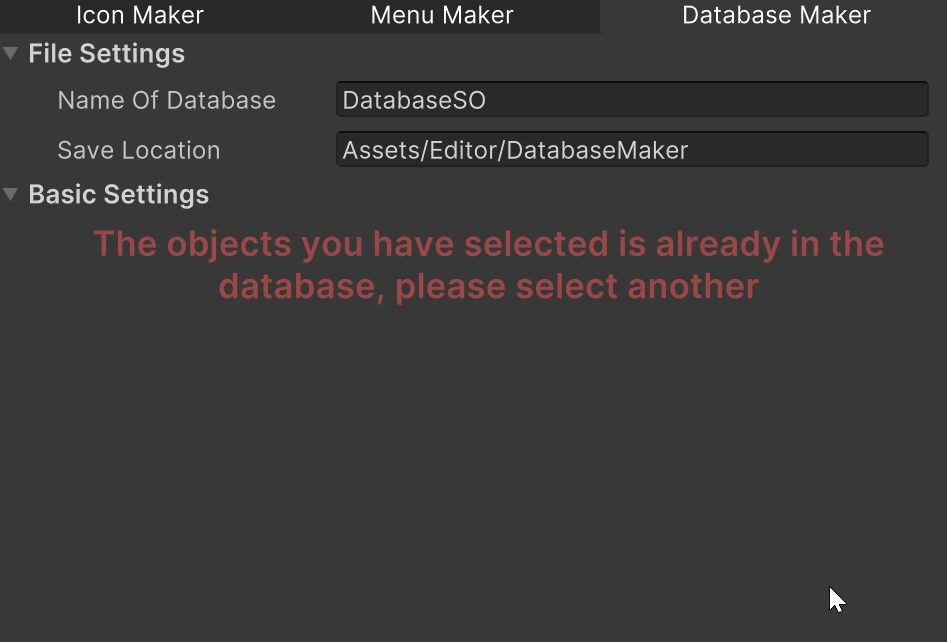 Icon Maker Menu Maker Database Maker
File Settings
Name Of Database DatabaseSO
Save Location Assets/Editor/DatabaseMaker
Basic Settings
The objects you have selected is already in the
database, please select another